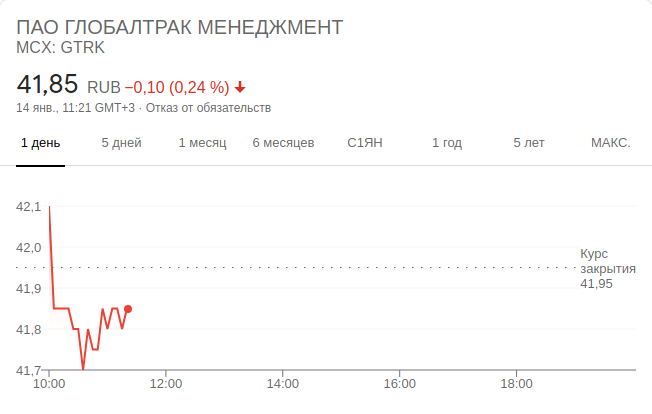 ПАО ГЛОБАЛТРАК МЕНЕДЖМЕНТ
MCX: GTRK
41,85 RUB −0,10 (0,24 %)
14 янв., 11:21 GMT+3 · Отказ от обязательств
1 день 5 дней 1 месяц 6 месяцев С1ЯН 1 год 5 лет МАКС.
42,1
42,0
41,9
41,8
41,7
Курс
закрытия
41,95
10:00 12:00 14:00 16:00 18:00